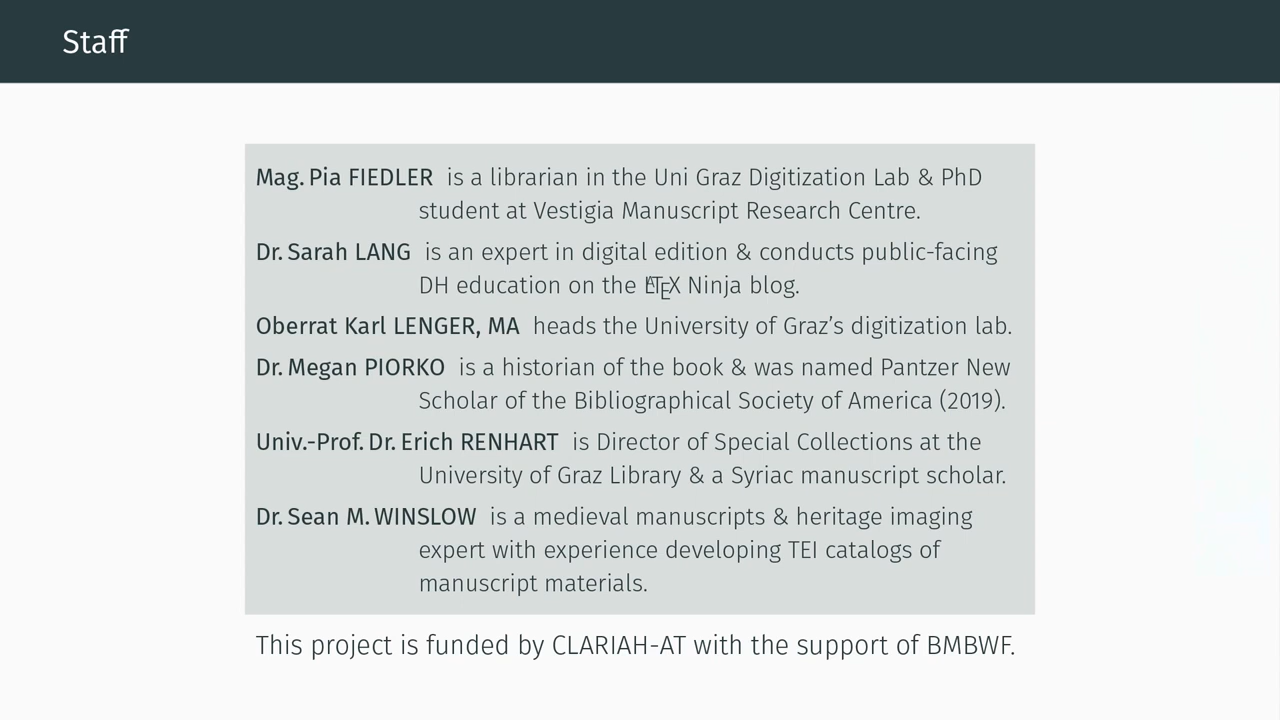 Staff
Mag. Pia FIEDLER is a librarian in the Uni Graz Digitization Lab & PhD
student at Vestigia Manuscript Research Centre.
Dr. Sarah LANG is an expert in digital edition & conducts public-facing
DH education on the LATEX Ninja blog.
Oberrat Karl LENGER, MA heads the University of Graz’s digitization lab.
Dr. Megan PIORKO is a historian of the book & was named Pantzer New
Scholar of the Bibliographical Society of America (2019).
Univ.-Prof. Dr. Erich RENHART is Director of Special Collections at the
University of Graz Library & a Syriac manuscript scholar.
Dr. Sean M. WINSLOW is a medieval manuscripts & heritage imaging
expert with experience developing TEI catalogs of
manuscript materials.
This project is funded by CLARIAH-AT with the support of BMBWF.